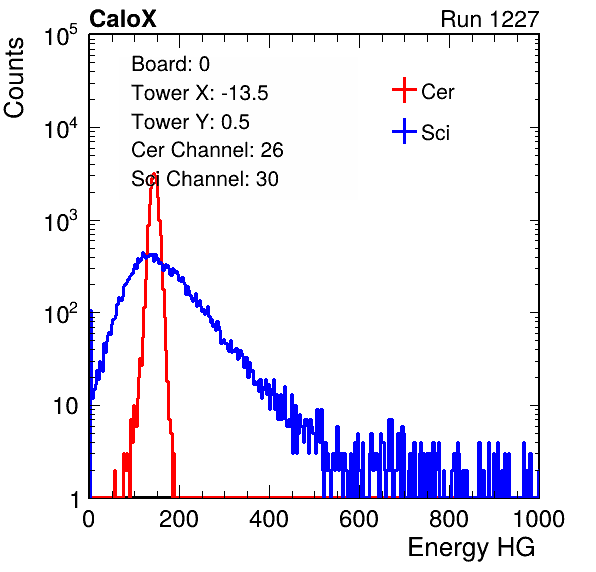 CaloX Run 1227
Counts
10^5
10^4
10^3
10^2
10
1
Board: 0
Tower X: -13.5
Tower Y: 0.5
Cer Channel: 26
Sci Channel: 30
Cer
Sci
0 200 400 600 800 1000
Energy HG